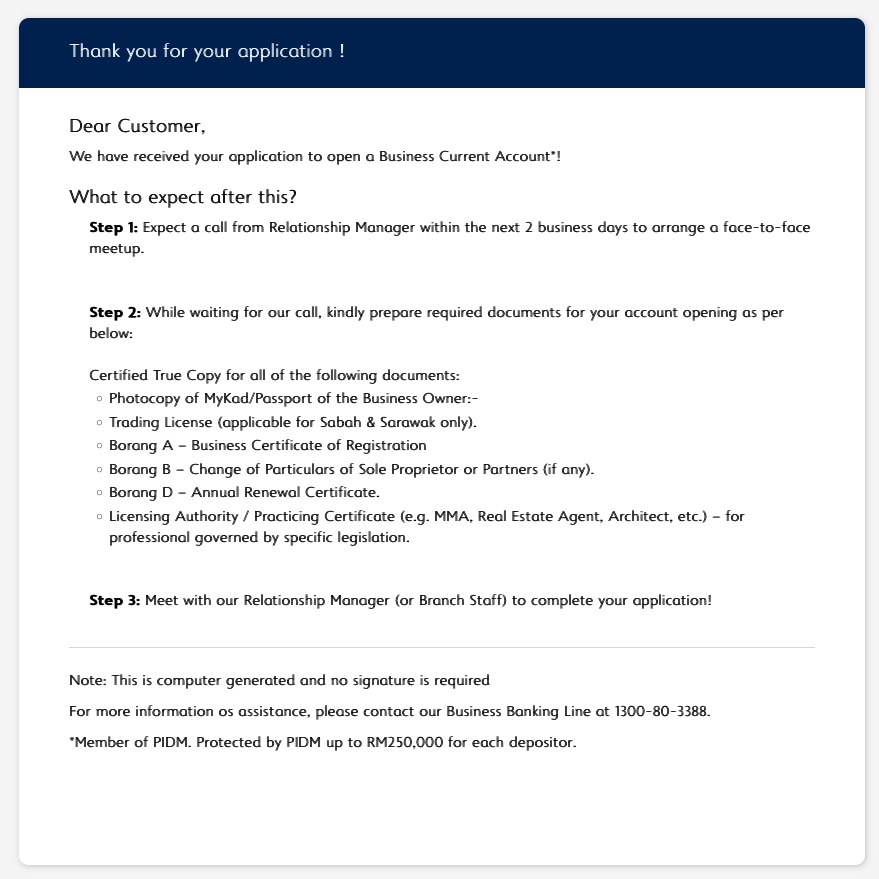 Thank you for your application !
Dear Customer,
We have received your application to open a Business Current Account*!
What to expect after this?
Step 1: Expect a call from Relationship Manager within the next 2 business days to arrange a face-to-face
meetup.
Step 2: While waiting for our call, kindly prepare required documents for your account opening as per
below:
Certified True Copy for all of the following documents:
○ Photocopy of MyKad/Passport of the Business Owner:-
○ Trading License (applicable for Sabah & Sarawak only).
○ Borang A – Business Certificate of Registration
○ Borang B – Change of Particulars of Sole Proprietor or Partners (if any).
○ Borang D – Annual Renewal Certificate.
○ Licensing Authority / Practicing Certificate (e.g. MMA, Real Estate Agent, Architect, etc.) – for
professional governed by specific legislation.
Step 3: Meet with our Relationship Manager (or Branch Staff) to complete your application!
Note: This is computer generated and no signature is required
For more information os assistance, please contact our Business Banking Line at 1300-80-3388.
*Member of PIDM. Protected by PIDM up to RM250,000 for each depositor.